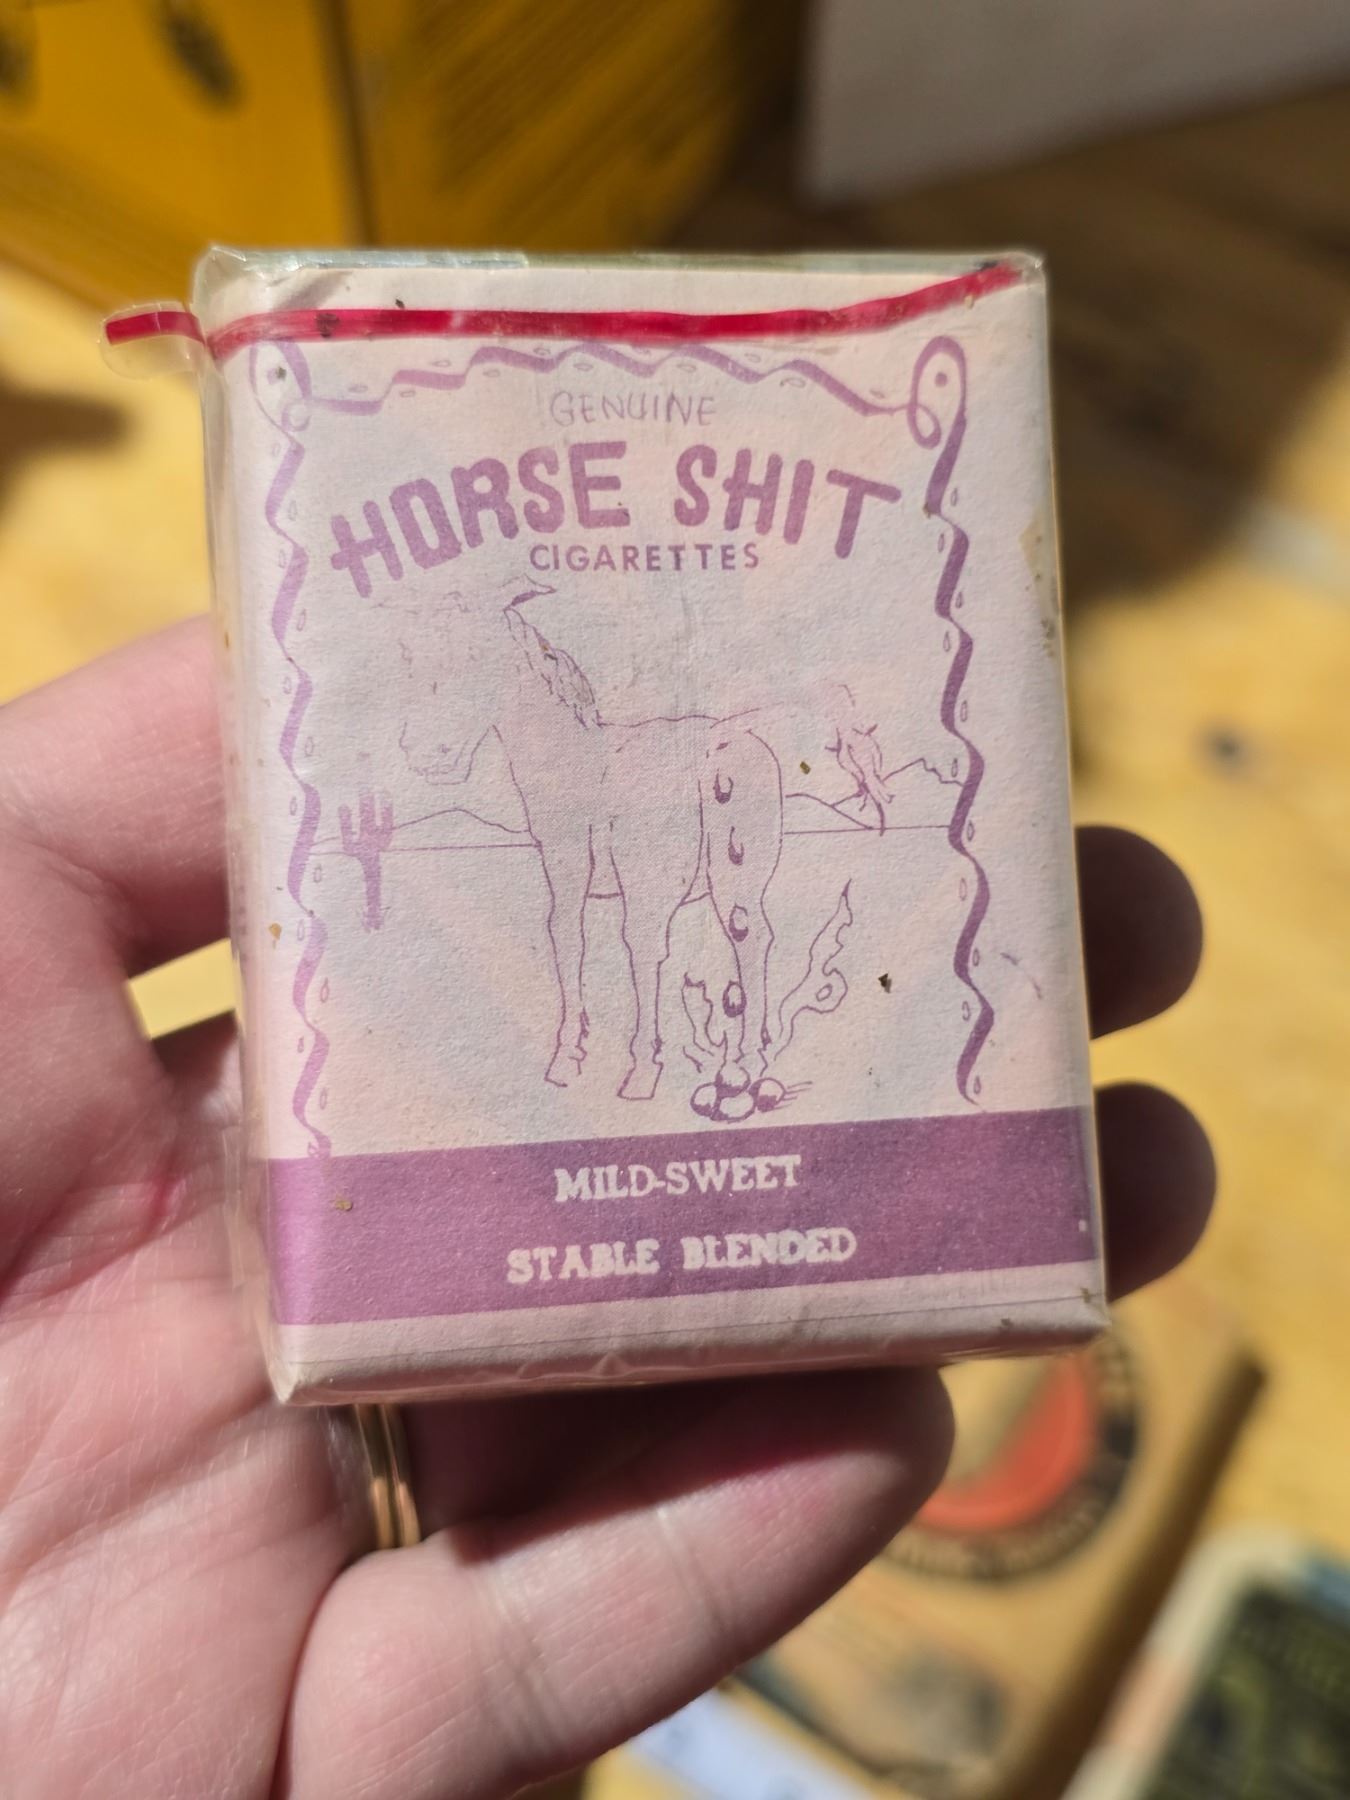 GENUINE
HORSE SHIT
CIGARETTES
MILD-SWEET
STABLE BLENDED